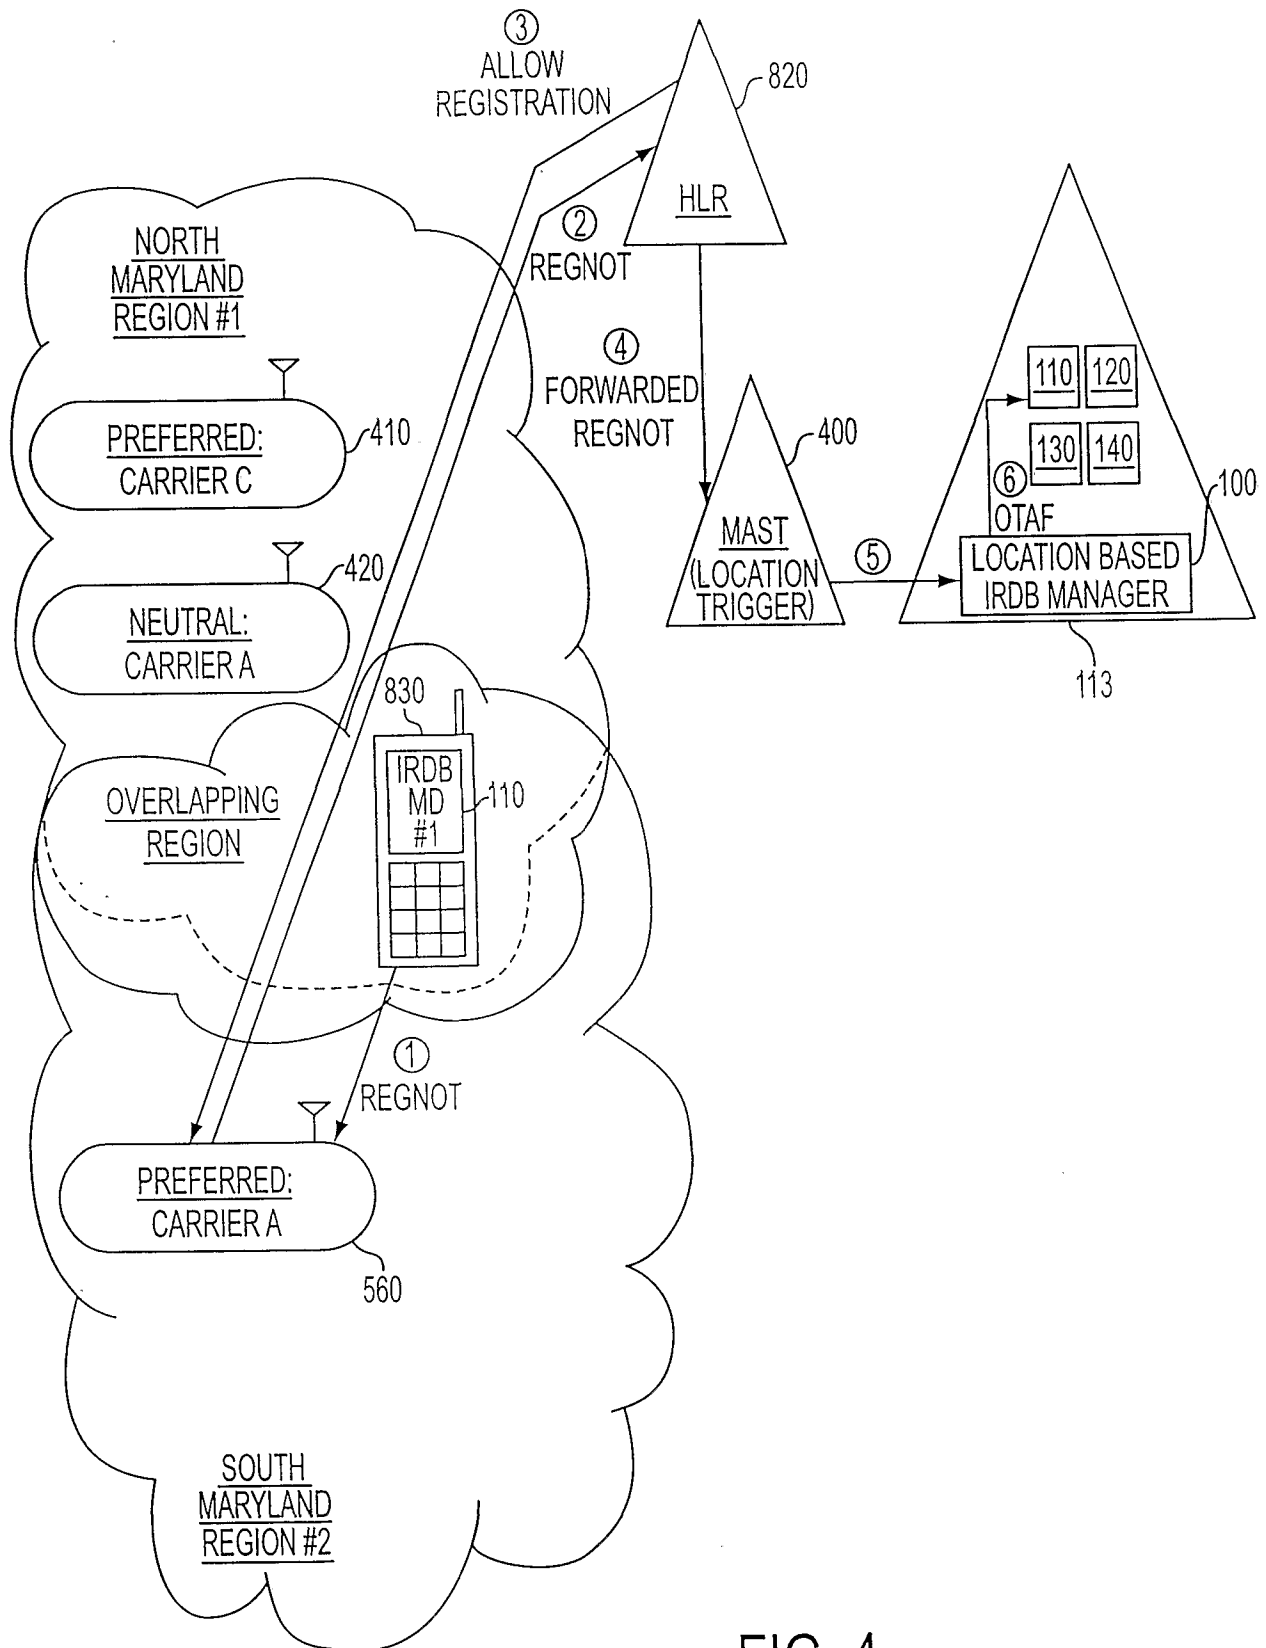 ③
ALLOW
REGISTRATION
820
HLR
②
REGNOT
NORTH
MARYLAND
REGION #1
④
FORWARDED
REGNOT
PREFERRED:
CARRIER C
410
400
MAST
(LOCATION
TRIGGER)
⑤
110
120
130
140
⑥
OTAF
100
LOCATION BASED
IRDB MANAGER
113
NEUTRAL:
CARRIER A
420
830
IRDB
MD
#1
110
OVERLAPPING
REGION
①
REGNOT
PREFERRED:
CARRIER A
560
SOUTH
MARYLAND
REGION #2
FIG. 4